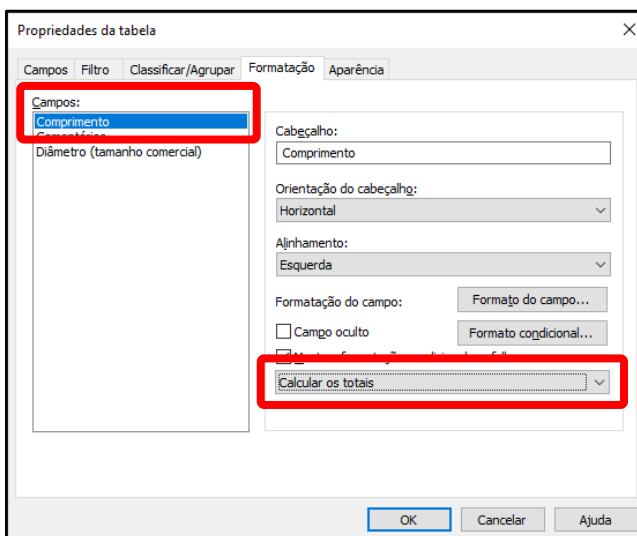 Propriedades da tabela
Campos Filtro Classificar/Agrupar Formatação Aparência
Campos:
Comprimento
Diâmetro (tamanho comercial)
Cabeçalho:
Comprimento
Orientação do cabeçalho:
Horizontal
Alinhamento:
Esquerda
Formatação do campo:
Formato do campo...
Campo oculto
Formato condicional...
Calcular os totais
OK Cancelar Ajuda